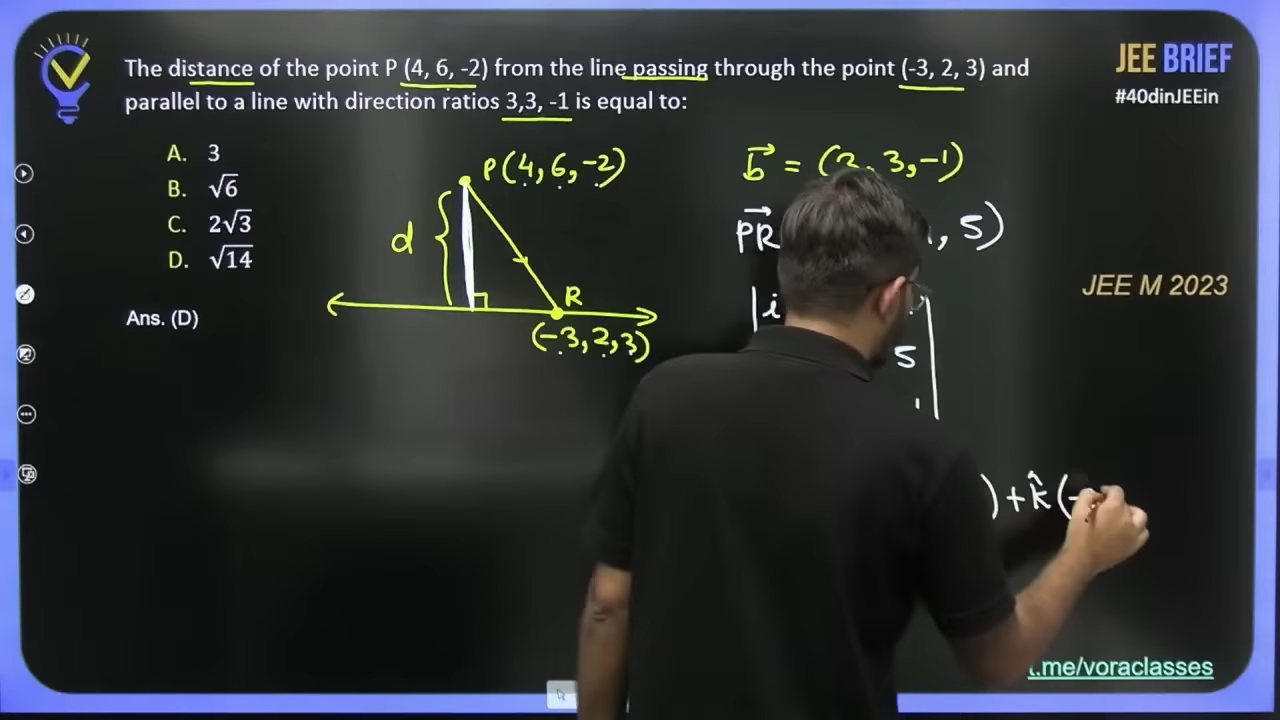 The distance of the point P (4, 6, -2) from the line passing through the point (-3, 2, 3) and
parallel to a line with direction ratios 3,3, -1 is equal to:
JEE BRIEF
#40dinJEEin
A. 3
B. √6
C. 2√3
D. √14
Ans. (D)
P(4, 6, -2)
d
R
(-3, 2, 3)
b⃗ = (3, 3, -1)
PR⃗
, 5)
i
5
) + k̂ (-
JEE M 2023
t.me/voraclasses